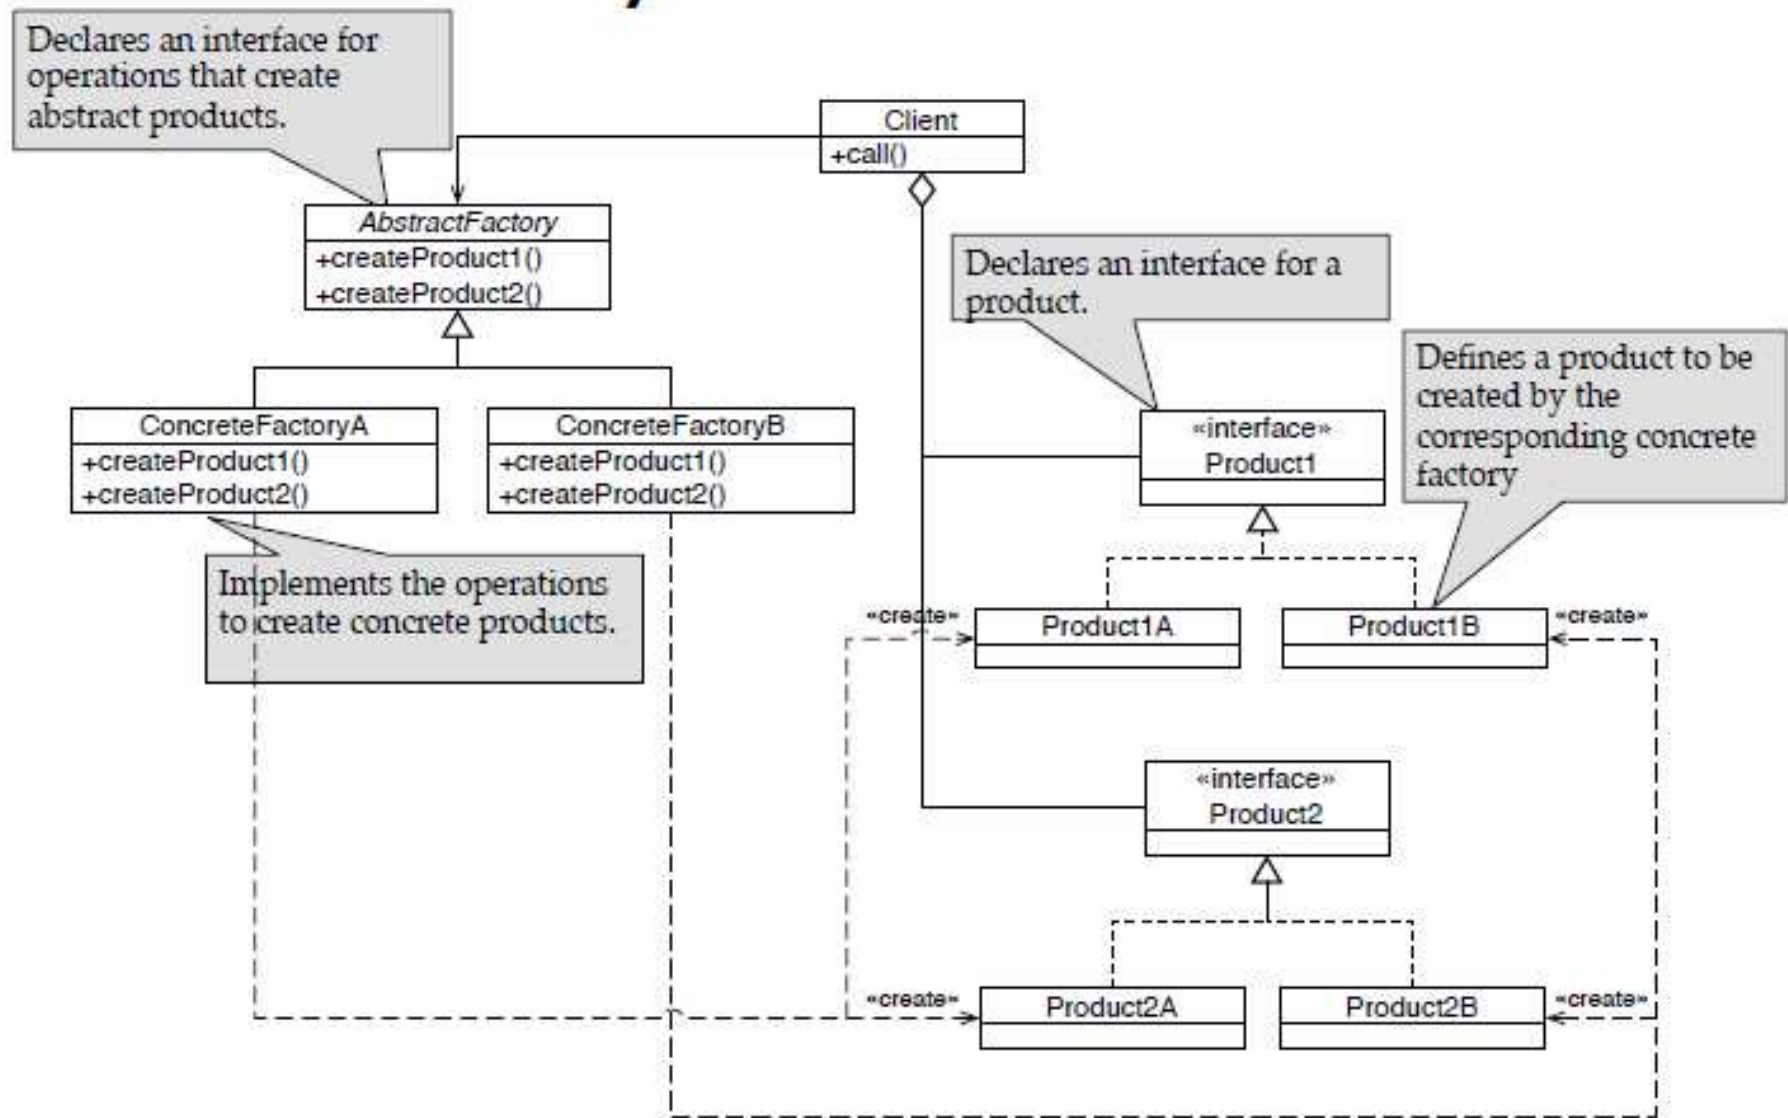 Declares an interface for
operations that create
abstract products.
Client
+call()
AbstractFactory
+createProduct1()
+createProduct2()
Declares an interface for a
product.
Defines a product to be
created by the
corresponding concrete
factory
ConcreteFactoryA
+createProduct1()
+createProduct2()
ConcreteFactoryB
+createProduct1()
+createProduct2()
«interface»
Product1
Implements the operations
to create concrete products.
«create»
Product1A
Product1B
«create»
«interface»
Product2
«create»
Product2A
Product2B
«create»